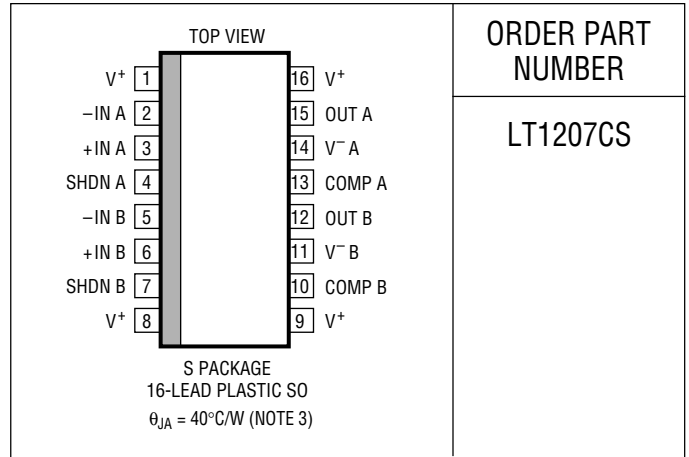 TOP VIEW
V+ 1 16 V+
–IN A 2 15 OUT A
+IN A 3 14 V– A
SHDN A 4 13 COMP A
–IN B 5 12 OUT B
+IN B 6 11 V– B
SHDN B 7 10 COMP B
V+ 8 9 V+
S PACKAGE
16-LEAD PLASTIC SO
θJA = 40°C/W (NOTE 3)
ORDER PART
NUMBER
LT1207CS